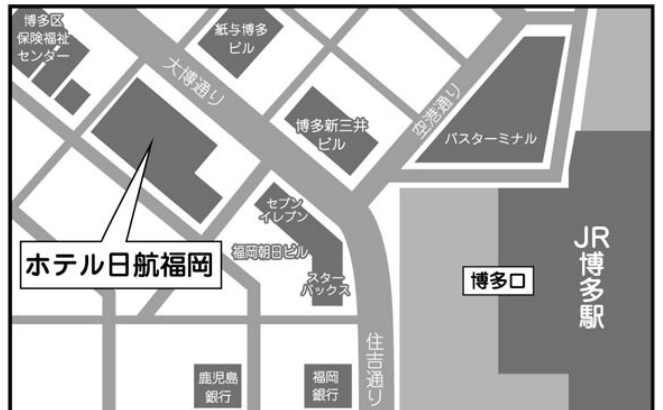 博多区
保険福祉
センター
紙与博多
ビル
大博通り
博多新三井
ビル
空港通り
バスターミナル
セブン
イレブン
福岡朝日ビル
スター
バックス
ホテル日航福岡
博多口
JR博多駅
住吉通り
鹿児島
銀行
福岡
銀行